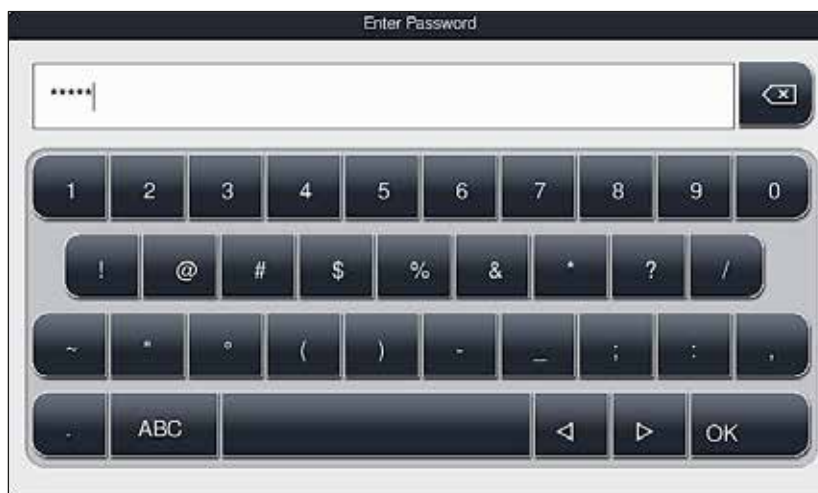 Enter Password
*****
1 2 3 4 5 6 7 8 9 0
! @ # $ % & * ? /
~ " ° ( ) - _ ; : ,
. ABC OK